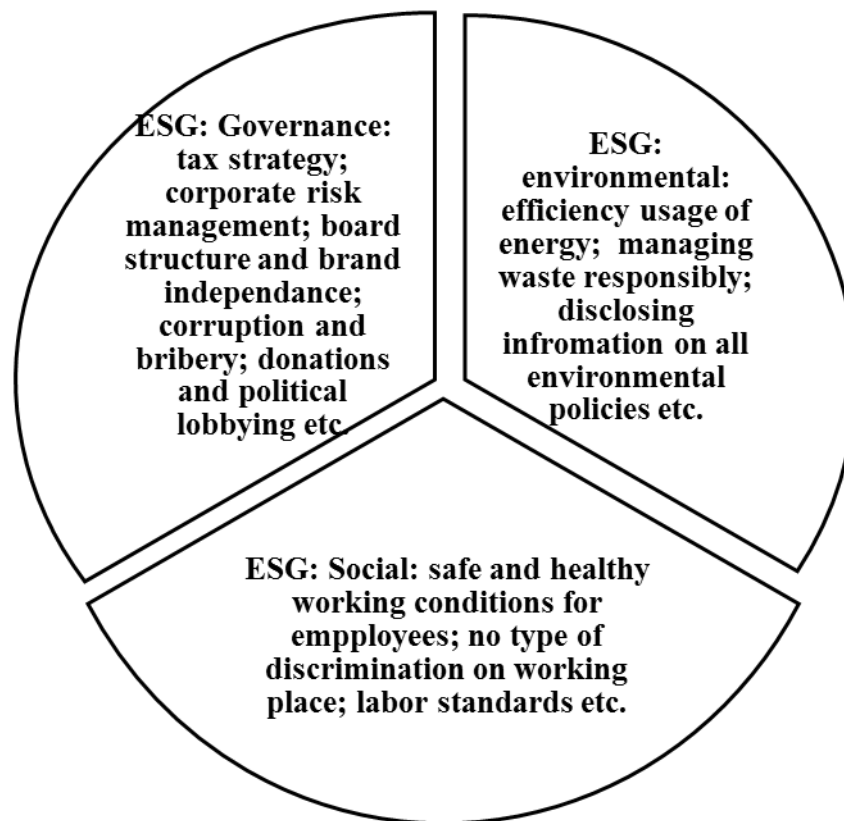 ESG: Governance:
tax strategy;
corporate risk
management; board
structure and brand
independance;
corruption and
bribery; donations
and political
lobbying etc.
ESG:
environmental:
efficiency usage of
energy;  managing
waste responsibly;
disclosing
infromation on all
environmental
policies etc.
ESG: Social: safe and healthy
working conditions for
empployees; no type of
discrimination on working
place; labor standards etc.